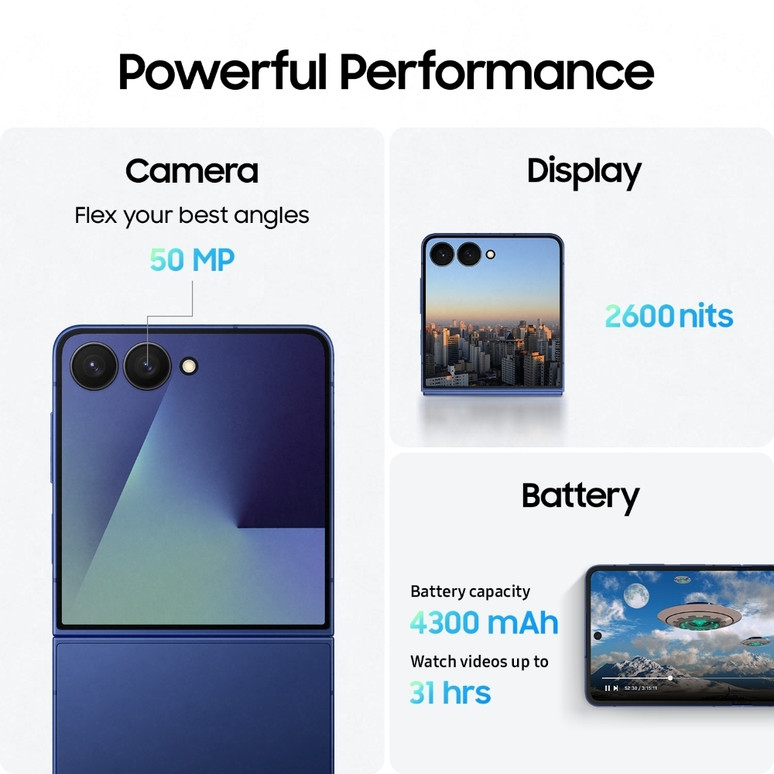 Powerful Performance
Camera
Flex your best angles
50 MP
Display
2600 nits
Battery
Battery capacity
4300 mAh
Watch videos up to
31 hrs